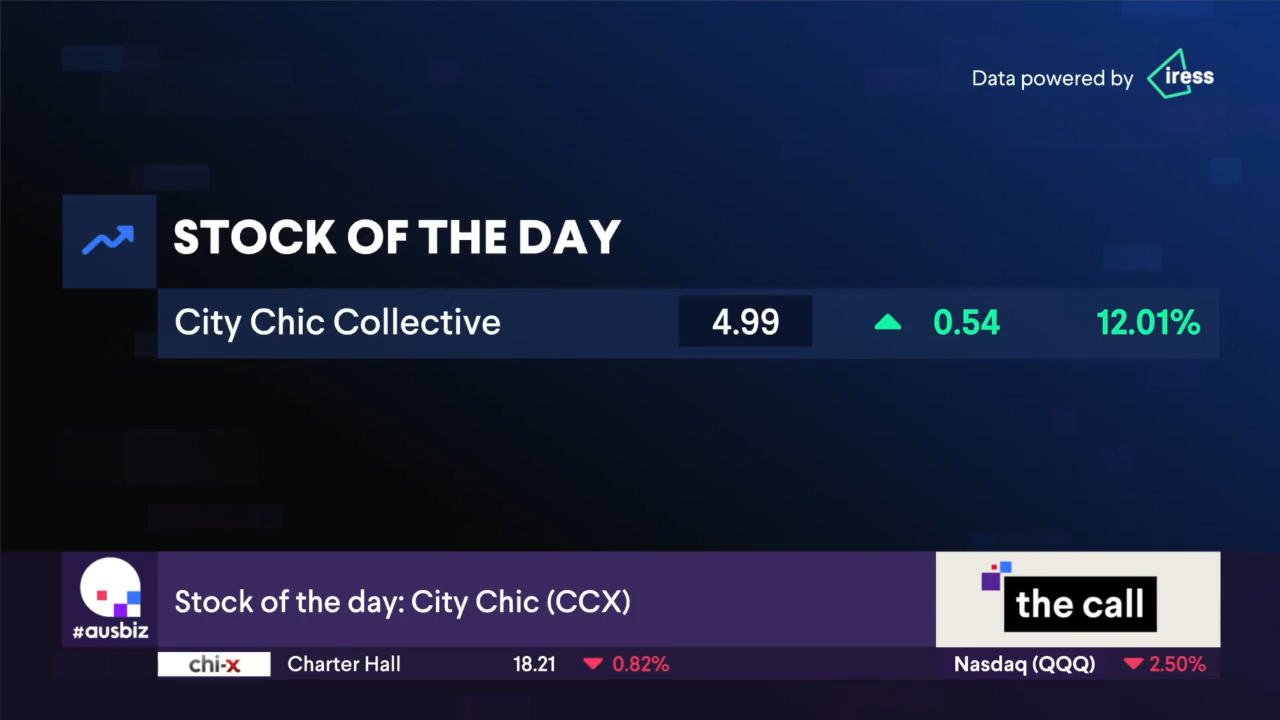 Data powered by iress
STOCK OF THE DAY
City Chic Collective 4.99 0.54 12.01%
#ausbiz
Stock of the day: City Chic (CCX)
the call
chi-x Charter Hall 18.21 0.82% Nasdaq (QQQ) 2.50%